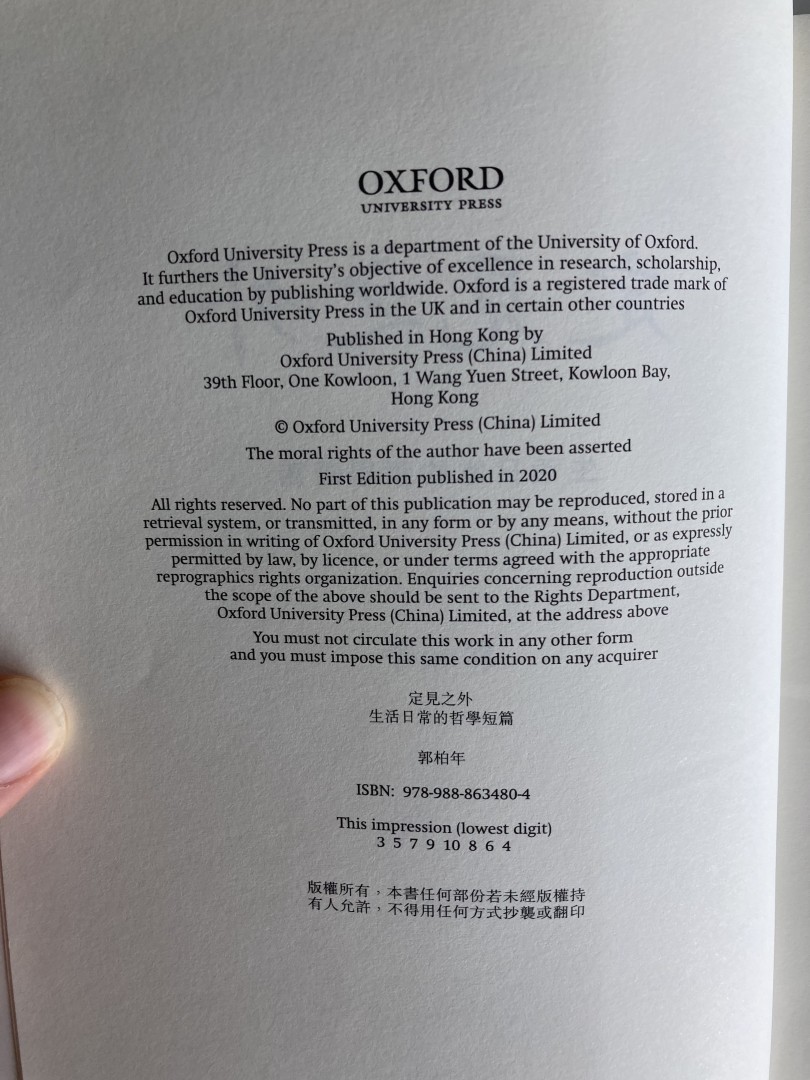 OXFORD
UNIVERSITY PRESS
Oxford University Press is a department of the University of Oxford.
It furthers the University's objective of excellence in research, scholarship,
and education by publishing worldwide. Oxford is a registered trade mark of
Oxford University Press in the UK and in certain other countries
Published in Hong Kong by
Oxford University Press (China) Limited
39th Floor, One Kowloon, 1 Wang Yuen Street, Kowloon Bay,
Hong Kong
© Oxford University Press (China) Limited
The moral rights of the author have been asserted
First Edition published in 2020
All rights reserved. No part of this publication may be reproduced, stored in a
retrieval system, or transmitted, in any form or by any means, without the prior
permission in writing of Oxford University Press (China) Limited, or as expressly
permitted by law, by licence, or under terms agreed with the appropriate
reprographics rights organization. Enquiries concerning reproduction outside
the scope of the above should be sent to the Rights Department,
Oxford University Press (China) Limited, at the address above
You must not circulate this work in any other form
and you must impose this same condition on any acquirer
定見之外
生活日常的哲學短篇
郭柏年
ISBN: 978-988-863480-4
This impression (lowest digit)
3 5 7 9 10 8 6 4
版權所有，本書任何部份若未經版權持
有人允許，不得用任何方式抄襲或翻印